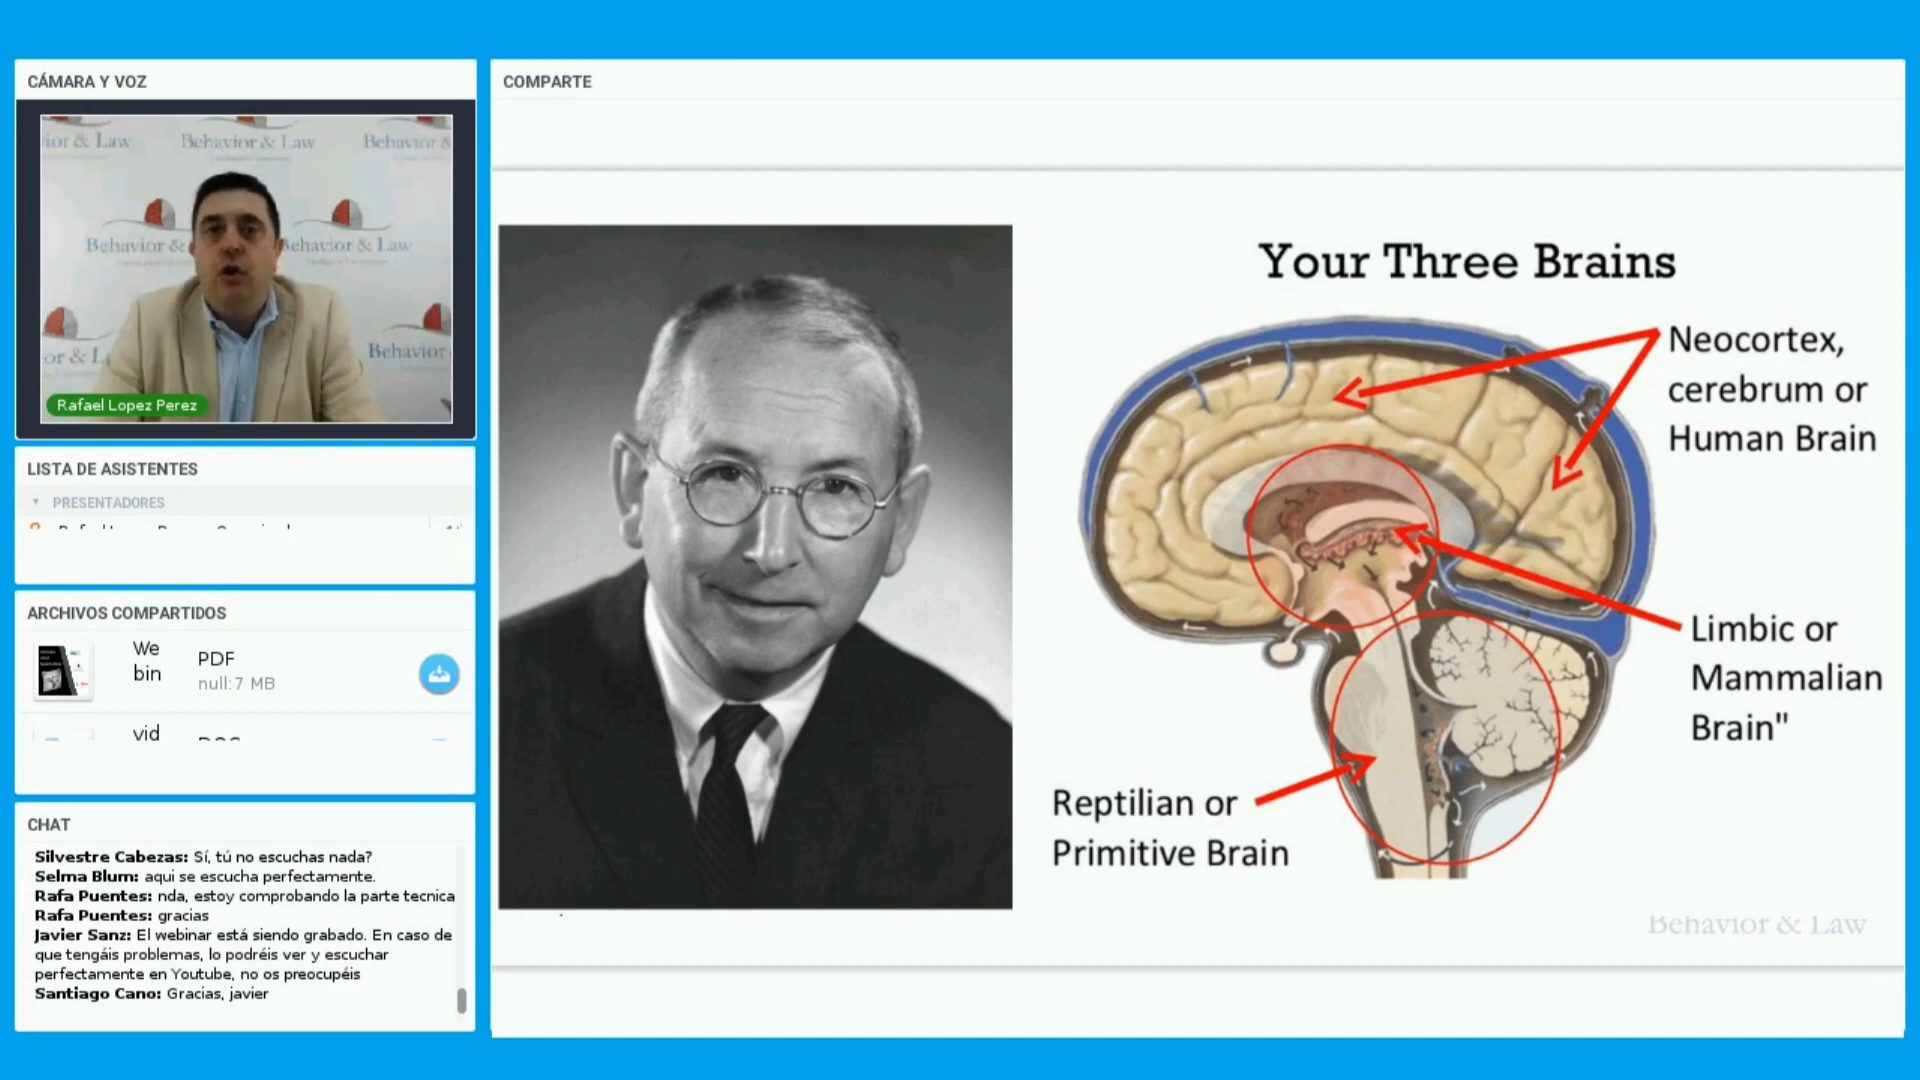 CÁMARA Y VOZ
ior & Law
Behavior & Law
Behavior &
Behavior &
Behavior & Law
or & L
Behavior
Rafael Lopez Perez
LISTA DE ASISTENTES
PRESENTADORES
ARCHIVOS COMPARTIDOS
We
bin
PDF
null:7 MB
vid
CHAT
Silvestre Cabezas: Sí, tú no escuchas nada?
Selma Blum: aqui se escucha perfectamente.
Rafa Puentes: nda, estoy comprobando la parte tecnica
Rafa Puentes: gracias
Javier Sanz: El webinar está siendo grabado. En caso de
que tengáis problemas, lo podréis ver y escuchar
perfectamente en Youtube, no os preocupéis
Santiago Cano: Gracias, javier
COMPARTE
Your Three Brains
Neocortex,
cerebrum or
Human Brain
Limbic or
Mammalian
Brain"
Reptilian or
Primitive Brain
Behavior & Law